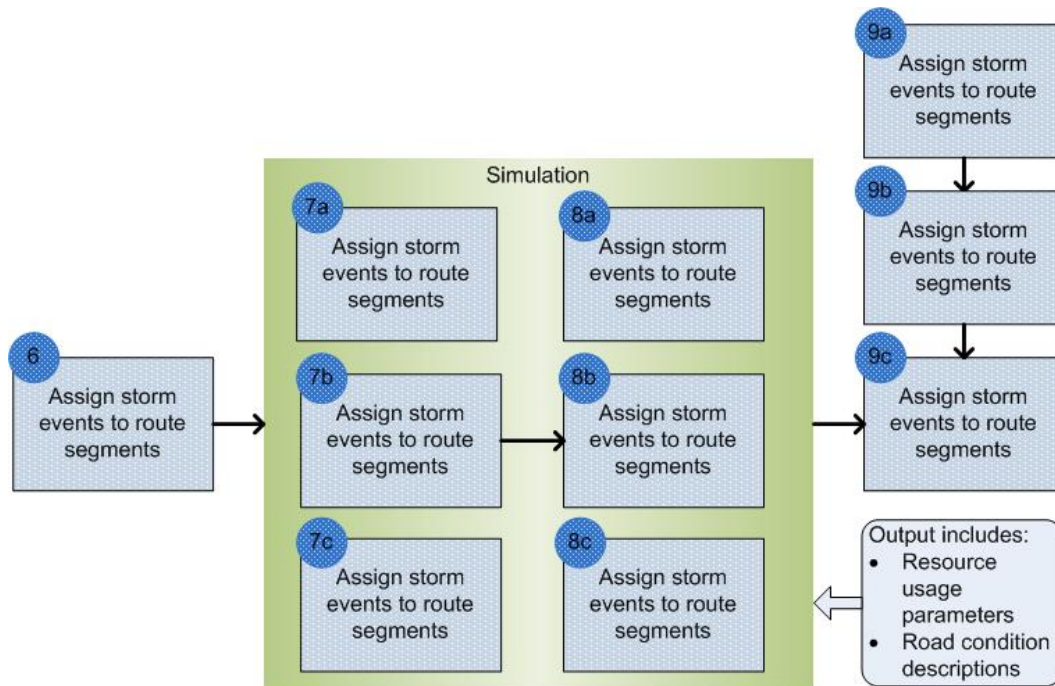 6
Assign storm
events to route
segments
Simulation
7a
Assign storm
events to route
segments
8a
Assign storm
events to route
segments
7b
Assign storm
events to route
segments
8b
Assign storm
events to route
segments
7c
Assign storm
events to route
segments
8c
Assign storm
events to route
segments
9a
Assign storm
events to route
segments
9b
Assign storm
events to route
segments
9c
Assign storm
events to route
segments
Output includes:
• Resource
usage
parameters
• Road condition
descriptions